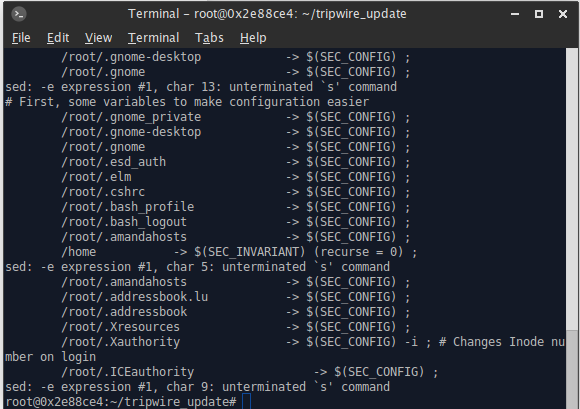 Terminal – root@0x2e88ce4: ~/tripwire_update
File Edit View Terminal Tabs Help
/root/.gnome-desktop -> $(SEC_CONFIG) ;
/root/.gnome -> $(SEC_CONFIG) ;
sed: -e expression #1, char 13: unterminated `s' command
# First, some variables to make configuration easier
/root/.gnome_private -> $(SEC_CONFIG) ;
/root/.gnome-desktop -> $(SEC_CONFIG) ;
/root/.gnome -> $(SEC_CONFIG) ;
/root/.esd_auth -> $(SEC_CONFIG) ;
/root/.elm -> $(SEC_CONFIG) ;
/root/.cshrc -> $(SEC_CONFIG) ;
/root/.bash_profile -> $(SEC_CONFIG) ;
/root/.bash_logout -> $(SEC_CONFIG) ;
/root/.amandahosts -> $(SEC_CONFIG) ;
/home -> $(SEC_INVARIANT) (recurse = 0) ;
sed: -e expression #1, char 5: unterminated `s' command
/root/.amandahosts -> $(SEC_CONFIG) ;
/root/.addressbook.lu -> $(SEC_CONFIG) ;
/root/.addressbook -> $(SEC_CONFIG) ;
/root/.Xresources -> $(SEC_CONFIG) ;
/root/.Xauthority -> $(SEC_CONFIG) -i ; # Changes Inode nu
mber on login
/root/.ICEauthority -> $(SEC_CONFIG) ;
sed: -e expression #1, char 9: unterminated `s' command
root@0x2e88ce4:~/tripwire_update#